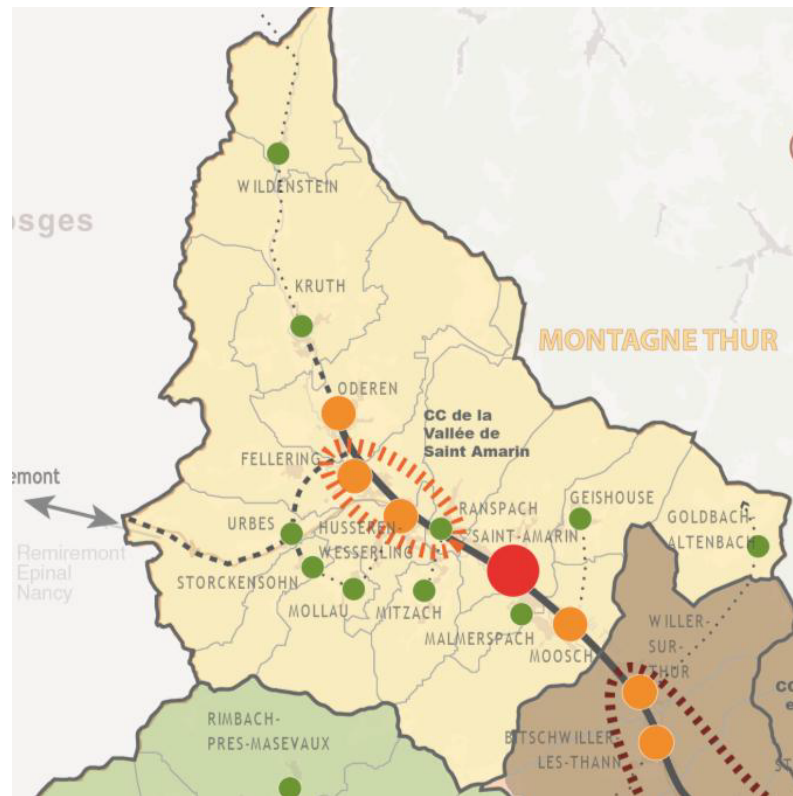 WILDENSTEIN
osges
KRUTH
MONTAGNE THUR
ODEREN
CC de la
Vallée de
Saint Amarin
FELLERING
emont
RANSPACH
GEISHOUSE
GOLDBACH-
ALTENBACH
URBES
HUSSEREN-
WESSERLING
SAINT-AMARIN
Remiremont
Epinal
Nancy
STORCKENSOHN
MOLLAU
MITZACH
MALMERSPACH
MOOSCH
WILLER-
SUR-
THUR
CC
e
RIMBACH-
PRES-MASEVAUX
BITSCHWILLER-
LES-THANN
ST